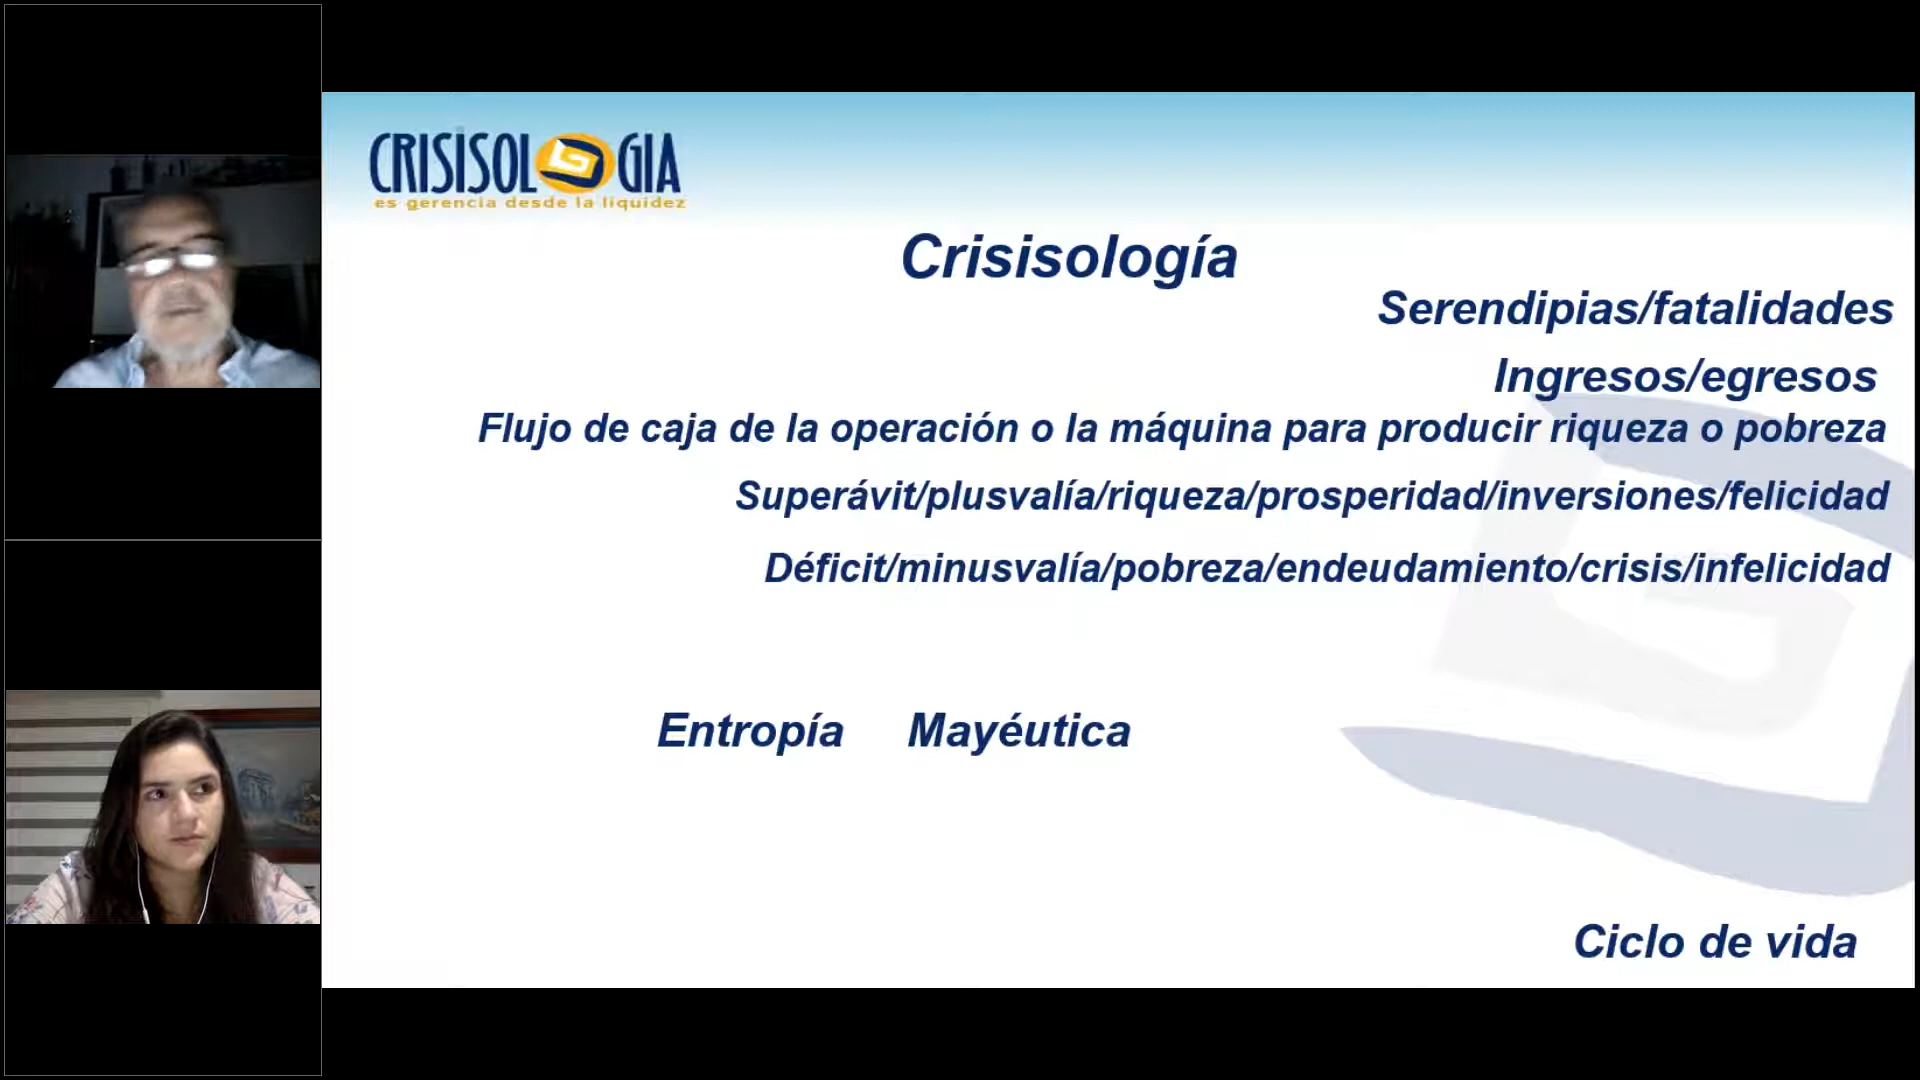 CRISISOLOGIA
es gerencia desde la liquidez
Crisisología
Serendipias/fatalidades
Ingresos/egresos
Flujo de caja de la operación o la máquina para producir riqueza o pobreza
Superávit/plusvalía/riqueza/prosperidad/inversiones/felicidad
Déficit/minusvalía/pobreza/endeudamiento/crisis/infelicidad
Entropía Mayéutica
Ciclo de vida